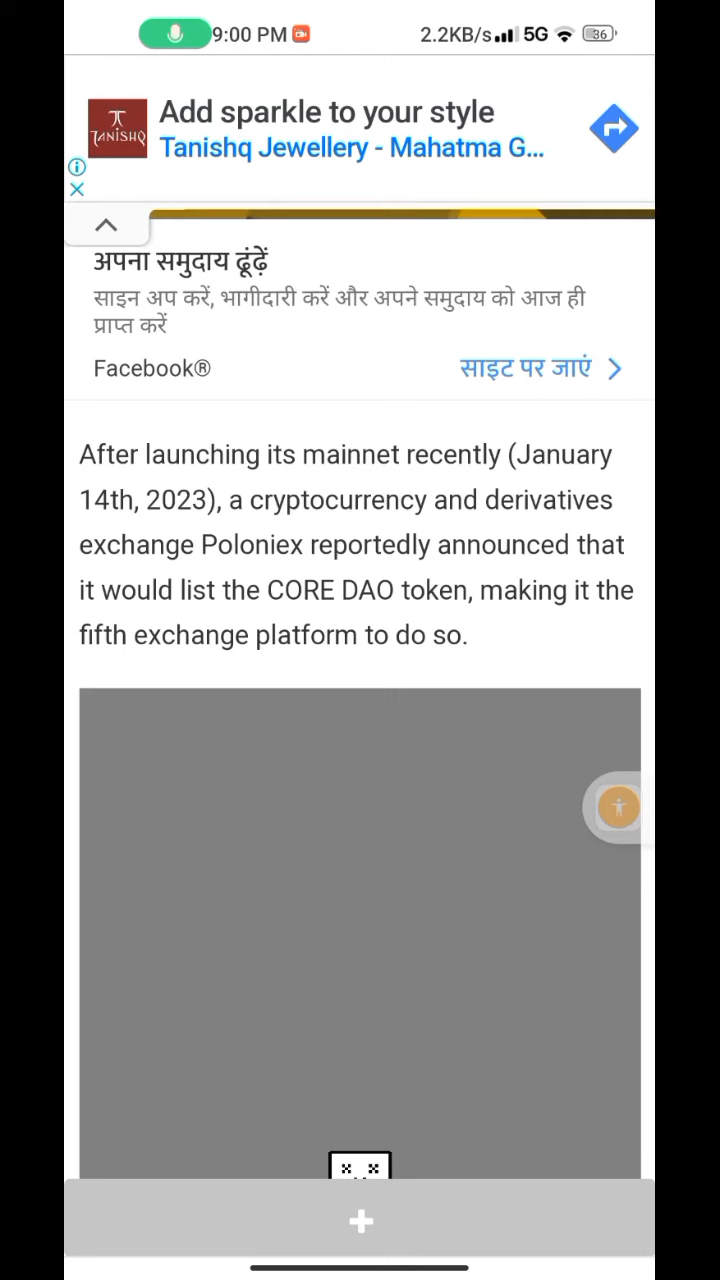 9:00 PM 2.2KB/s 5G 36
Add sparkle to your style
TANISHQ
Tanishq Jewellery - Mahatma G...
अपना समुदाय ढूंढ़ें
साइन अप करें, भागीदारी करें और अपने समुदाय को आज ही
प्राप्त करें
Facebook® साइट पर जाएं
After launching its mainnet recently (January
14th, 2023), a cryptocurrency and derivatives
exchange Poloniex reportedly announced that
it would list the CORE DAO token, making it the
fifth exchange platform to do so.